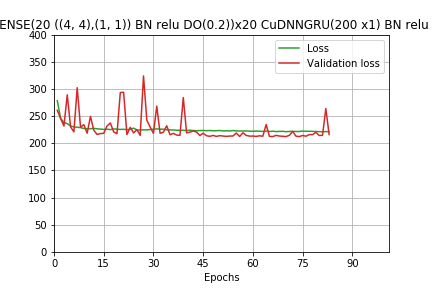 ENSE(20 ((4, 4),(1, 1)) BN relu DO(0.2))x20 CuDNNGRU(200 x1) BN relu
Loss
Validation loss
400
350
300
250
200
150
100
50
0
0 15 30 45 60 75 90
Epochs